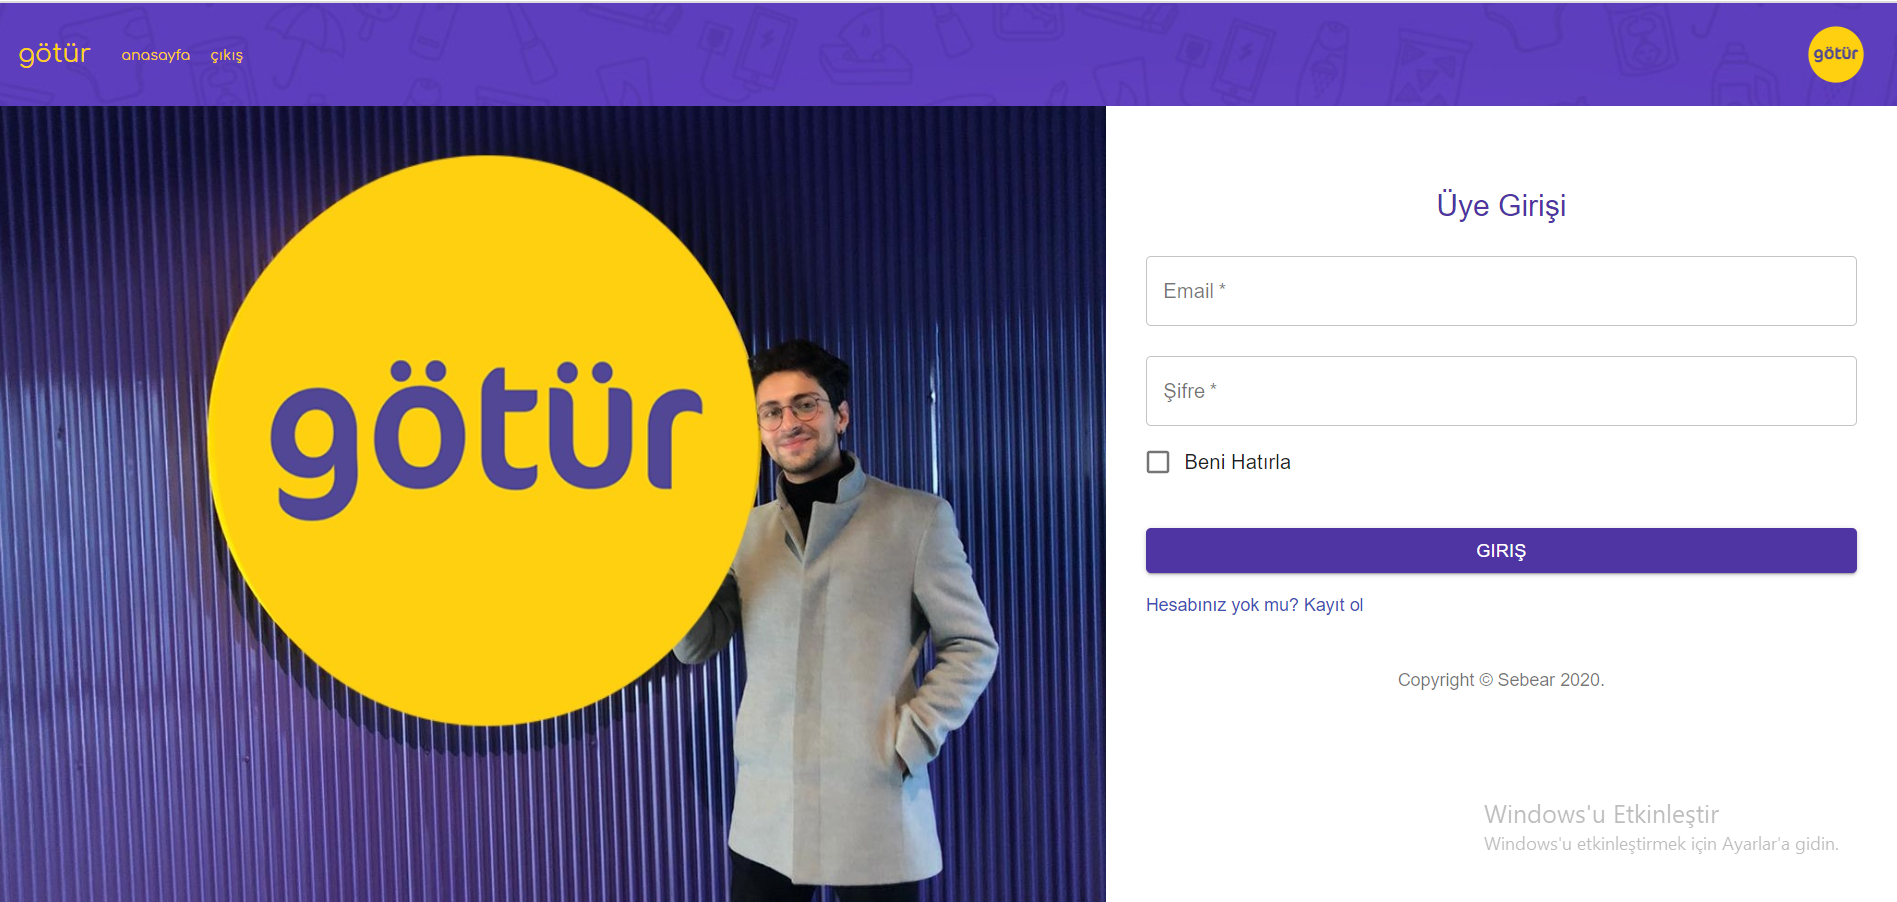 götür anasayfa çıkış götür
götür
Üye Girişi
Email *
Şifre *
Beni Hatırla
GIRIŞ
Hesabınız yok mu? Kayıt ol
Copyright © Sebear 2020.
Windows'u Etkinleştir
Windows'u etkinleştirmek için Ayarlar'a gidin.